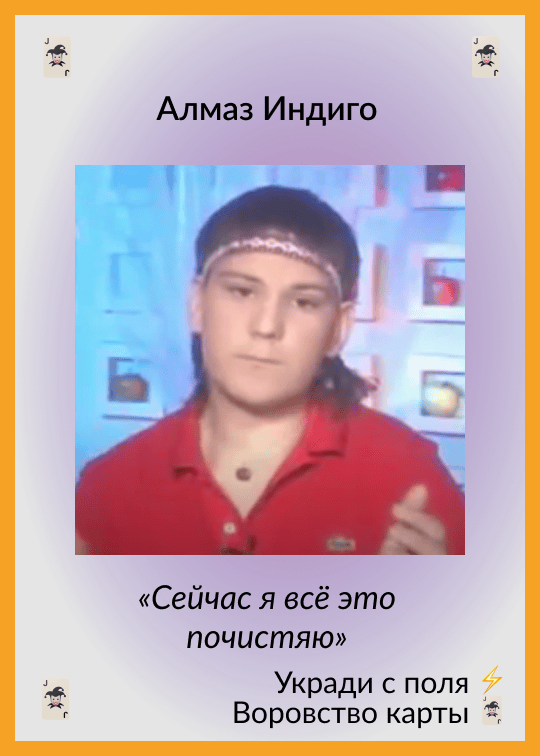 Алмаз Индиго
«Сейчас я всё это
почистяю»
Укради с поля
Воровство карты